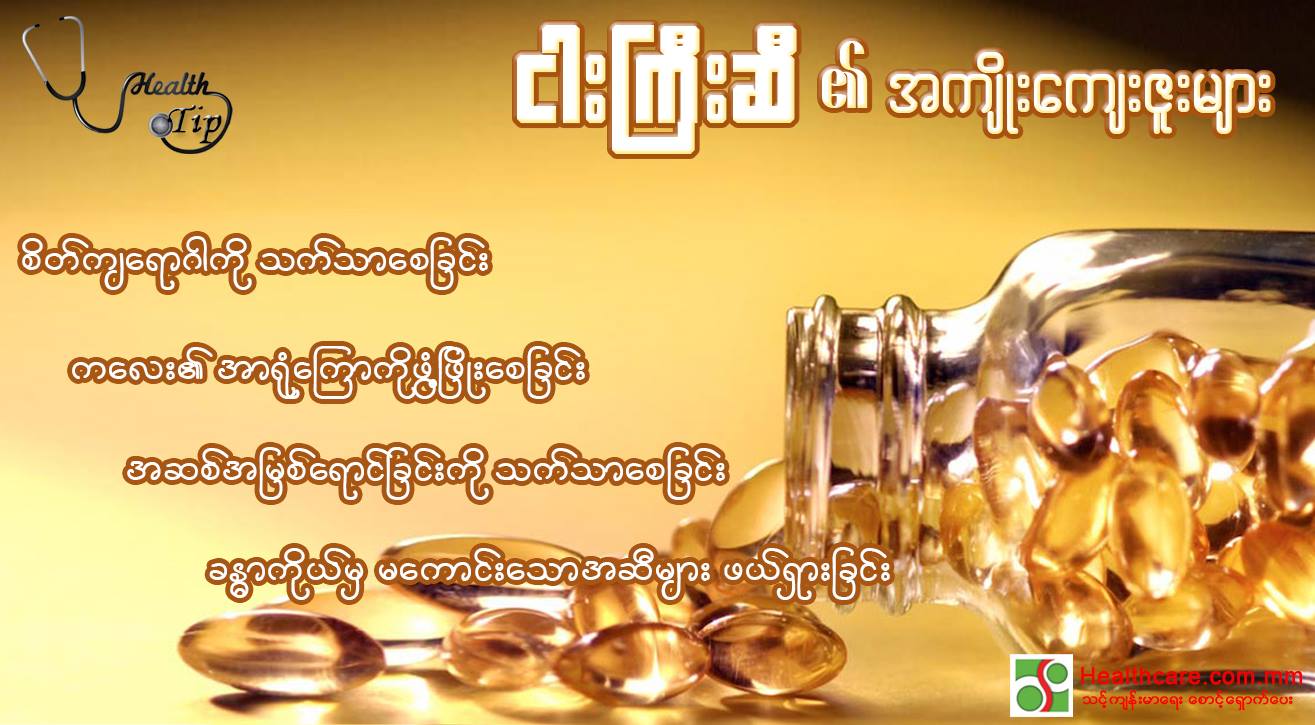 Health
Tip
ငါးကြီးဆီ ၏ အကျိုးကျေးဇူးများ
စိတ်ကျရောဂါကို သက်သာစေခြင်း
ကလေး၏ အာရုံကြောကိုဖွံ့ဖြိုးစေခြင်း
အဆစ်အမြစ်ရောင်ခြင်းကို သက်သာစေခြင်း
ခန္ဓာကိုယ်မှ မကောင်းသောအဆီများ ဖယ်ရှားခြင်း
Healthcare.com.mm
သင့်ကျန်းမာရေး စောင့်ရှောက်ပေး